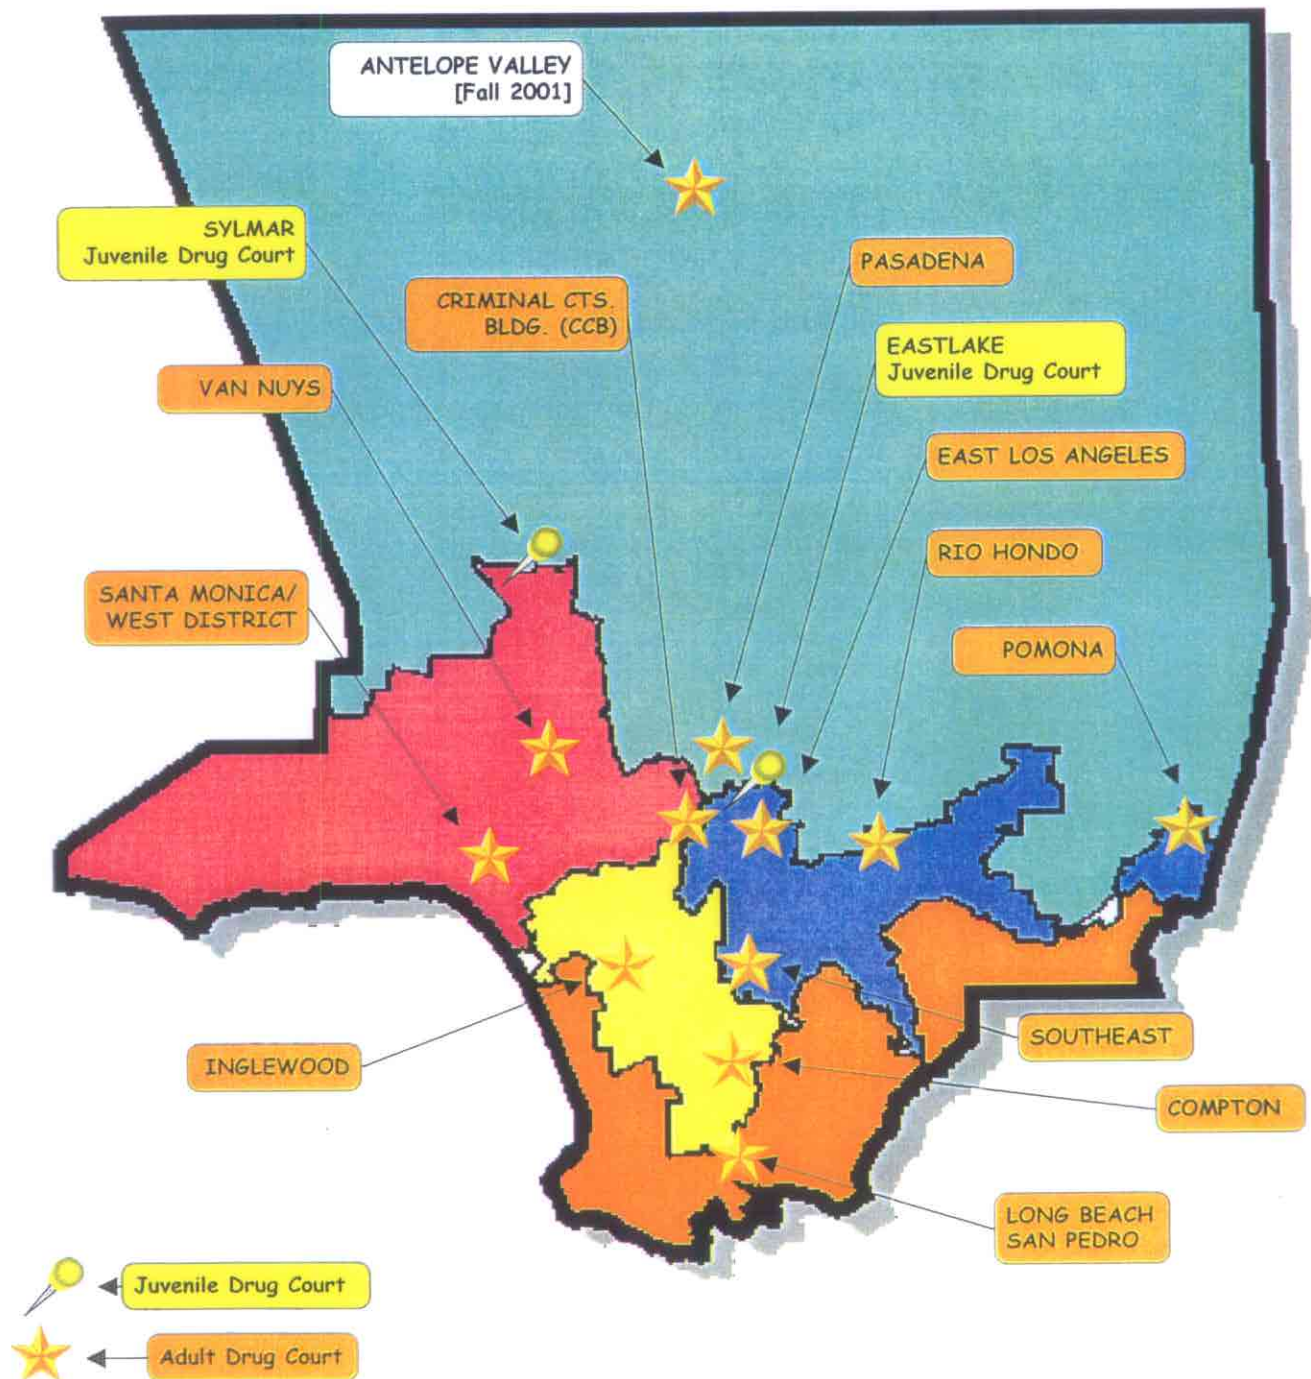 ANTELOPE VALLEY
[Fall 2001]
SYLMAR
Juvenile Drug Court
PASADENA
CRIMINAL CTS.
BLDG. (CCB)
EASTLAKE
Juvenile Drug Court
VAN NUYS
EAST LOS ANGELES
RIO HONDO
SANTA MONICA/
WEST DISTRICT
POMONA
SOUTHEAST
INGLEWOOD
COMPTON
LONG BEACH
SAN PEDRO
Juvenile Drug Court
Adult Drug Court